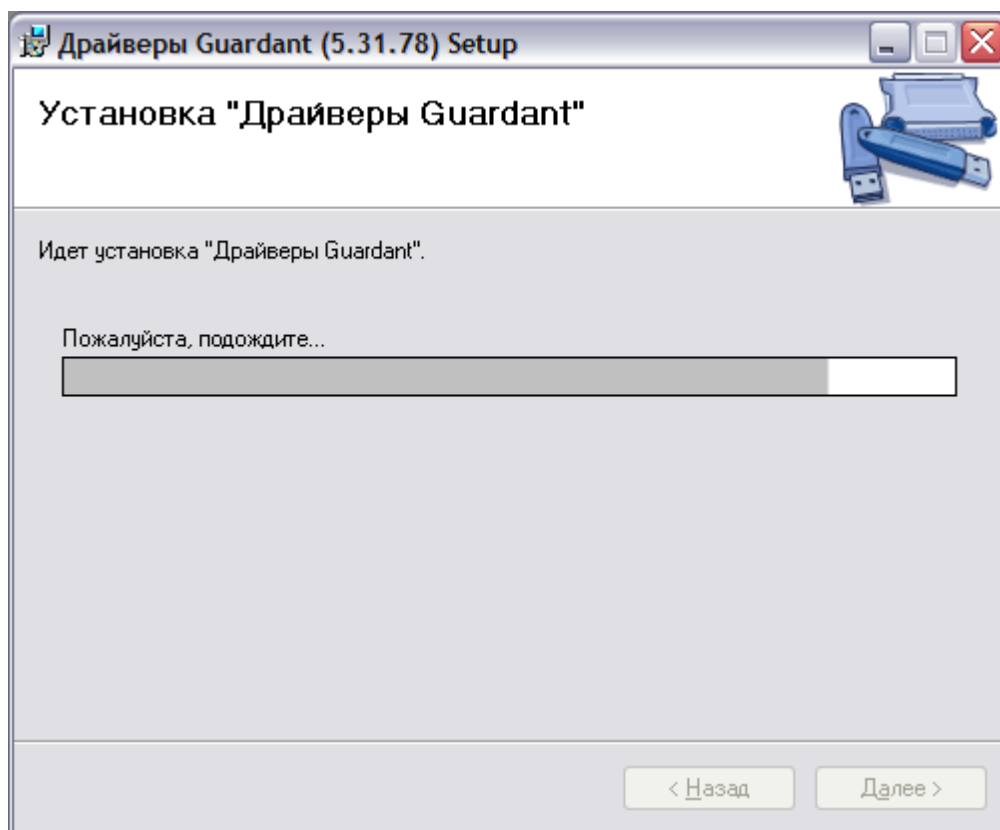 Драйверы Guardant (5.31.78) Setup
Установка "Драйверы Guardant"
Идет установка "Драйверы Guardant".
Пожалуйста, подождите...
< Назад
Далее >